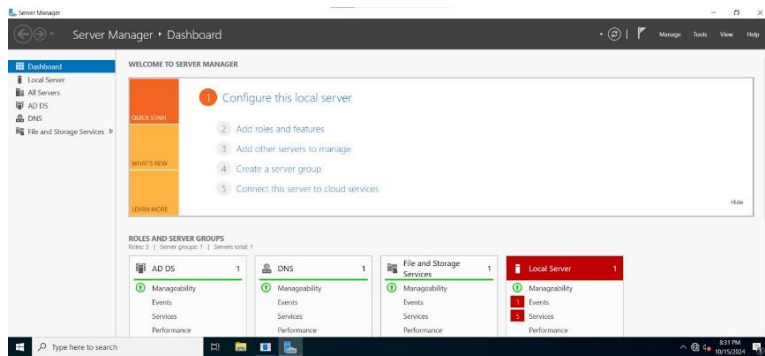 Server Manager
Server Manager • Dashboard
Manage Tools View Help
Dashboard
Local Server
All Servers
AD DS
DNS
File and Storage Services
WELCOME TO SERVER MANAGER
QUICK START
WHAT'S NEW
LEARN MORE
1 Configure this local server
2 Add roles and features
3 Add other servers to manage
4 Create a server group
5 Connect this server to cloud services
Hide
ROLES AND SERVER GROUPS
Roles: 3 | Server groups: 1 | Servers total: 1
AD DS 1
Manageability
Events
Services
Performance
DNS 1
Manageability
Events
Services
Performance
File and Storage
Services 1
Manageability
Events
Services
Performance
Local Server 1
Manageability
1 Events
5 Services
Performance
Type here to search
8:31 PM
10/15/2024